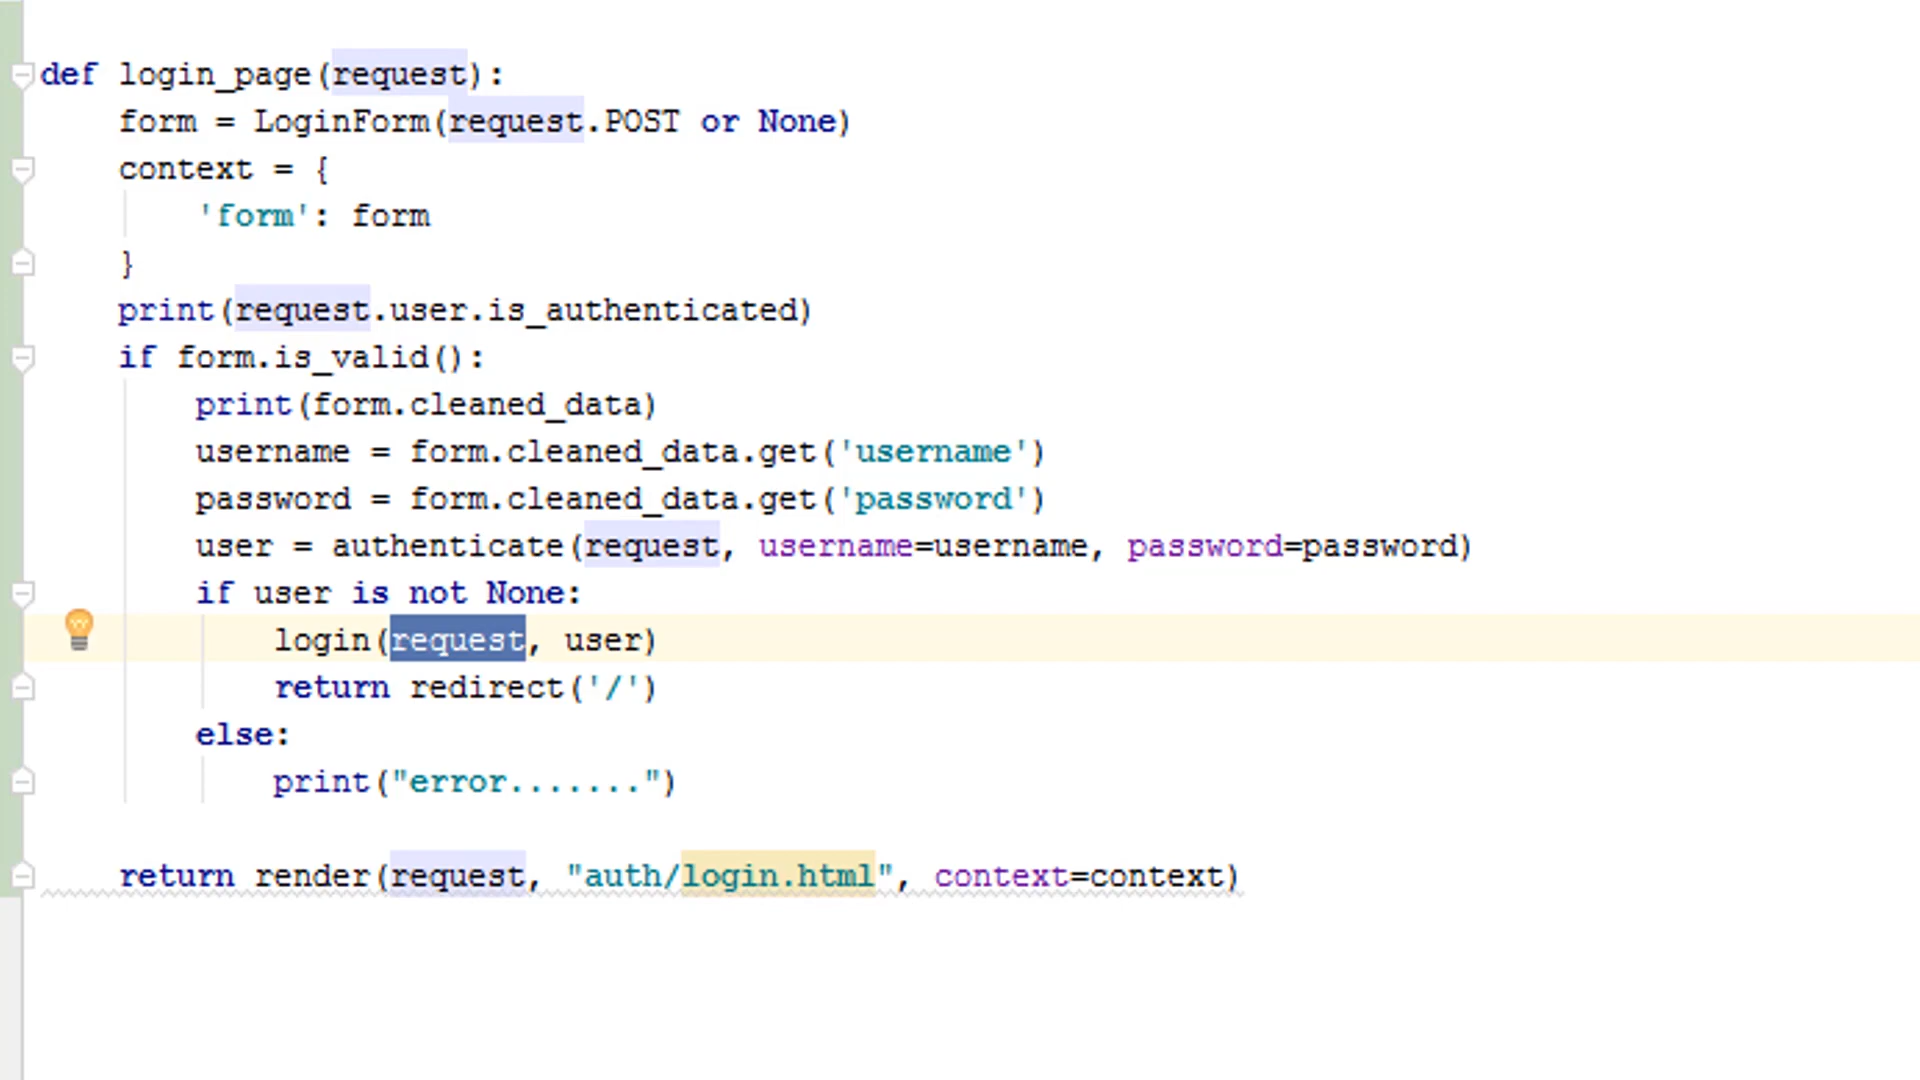 def login_page(request):
    form = LoginForm(request.POST or None)
    context = {
        'form': form
    }
    print(request.user.is_authenticated)
    if form.is_valid():
        print(form.cleaned_data)
        username = form.cleaned_data.get('username')
        password = form.cleaned_data.get('password')
        user = authenticate(request, username=username, password=password)
        if user is not None:
            login(request, user)
            return redirect('/')
        else:
            print("error.......")

    return render(request, "auth/login.html", context=context)